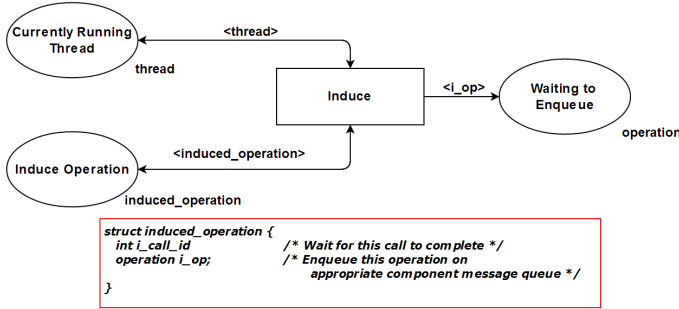 Currently Running
Thread
<thread>
thread
Induce
<i_op>
Waiting to
Enqueue
operation
<induced_operation>
Induce Operation
induced_operation
struct induced_operation {
int i_call_id /* Wait for this call to complete */
operation i_op; /* Enqueue this operation on
appropriate component message queue */
}